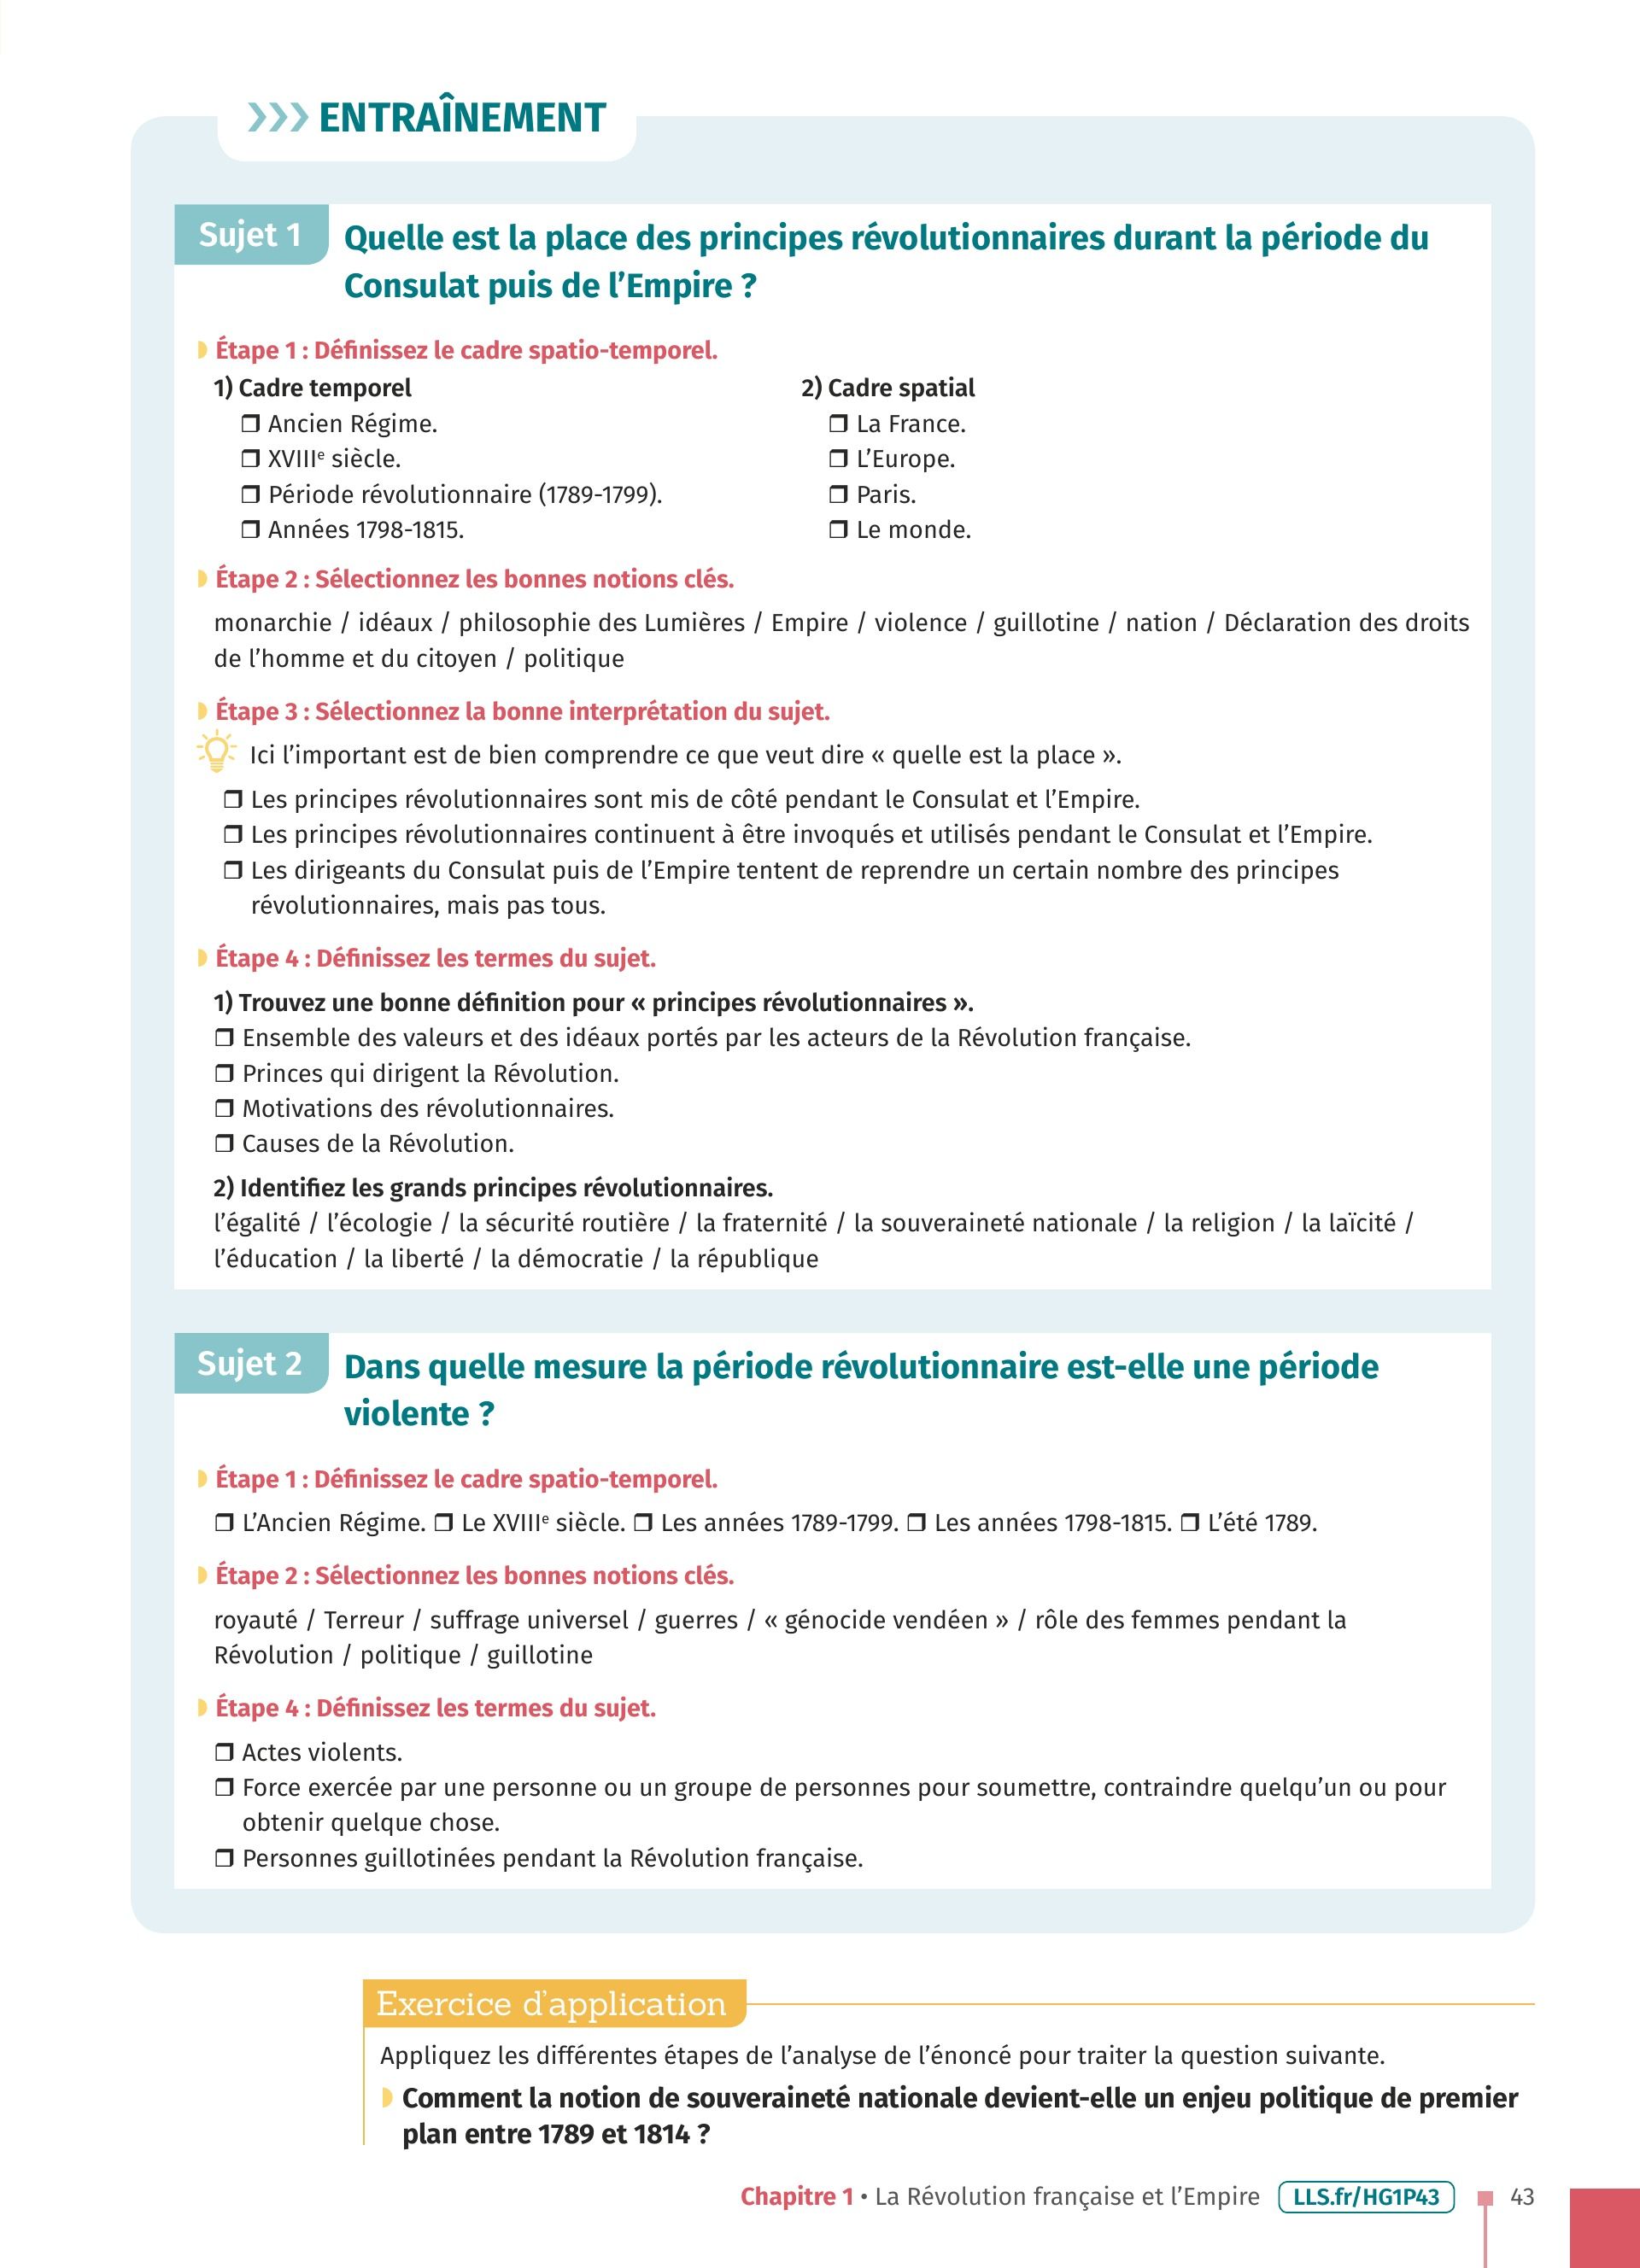 ENTRAÎNEMENT
Sujet 1
Quelle est la place des principes révolutionnaires durant la période du
Consulat puis de l’Empire ?
Étape 1 : Définissez le cadre spatio-temporel.
1) Cadre temporel
❒ Ancien Régime.
❒ XVIIIe siècle.
❒ Période révolutionnaire (1789-1799).
❒ Années 1798-1815.
2) Cadre spatial
❒ La France.
❒ L’Europe.
❒ Paris.
❒ Le monde.
Étape 2 : Sélectionnez les bonnes notions clés.
monarchie / idéaux / philosophie des Lumières / Empire / violence / guillotine / nation / Déclaration des droits
de l’homme et du citoyen / politique
Étape 3 : Sélectionnez la bonne interprétation du sujet.
Ici l’important est de bien comprendre ce que veut dire « quelle est la place ».
❒ Les principes révolutionnaires sont mis de côté pendant le Consulat et l’Empire.
❒ Les principes révolutionnaires continuent à être invoqués et utilisés pendant le Consulat et l’Empire.
❒ Les dirigeants du Consulat puis de l’Empire tentent de reprendre un certain nombre des principes
révolutionnaires, mais pas tous.
Étape 4 : Définissez les termes du sujet.
1) Trouvez une bonne définition pour « principes révolutionnaires ».
❒ Ensemble des valeurs et des idéaux portés par les acteurs de la Révolution française.
❒ Princes qui dirigent la Révolution.
❒ Motivations des révolutionnaires.
❒ Causes de la Révolution.
2) Identifiez les grands principes révolutionnaires.
l’égalité / l’écologie / la sécurité routière / la fraternité / la souveraineté nationale / la religion / la laïcité /
l’éducation / la liberté / la démocratie / la république
Sujet 2
Dans quelle mesure la période révolutionnaire est-elle une période
violente ?
Étape 1 : Définissez le cadre spatio-temporel.
❒ L’Ancien Régime. ❒ Le XVIIIe siècle. ❒ Les années 1789-1799. ❒ Les années 1798-1815. ❒ L’été 1789.
Étape 2 : Sélectionnez les bonnes notions clés.
royauté / Terreur / suffrage universel / guerres / « génocide vendéen » / rôle des femmes pendant la
Révolution / politique / guillotine
Étape 4 : Définissez les termes du sujet.
❒ Actes violents.
❒ Force exercée par une personne ou un groupe de personnes pour soumettre, contraindre quelqu’un ou pour
obtenir quelque chose.
❒ Personnes guillotinées pendant la Révolution française.
Exercice d’application
Appliquez les différentes étapes de l’analyse de l’énoncé pour traiter la question suivante.
Comment la notion de souveraineté nationale devient-elle un enjeu politique de premier
plan entre 1789 et 1814 ?
Chapitre 1 • La Révolution française et l’Empire LLS.fr/HG1P43 43